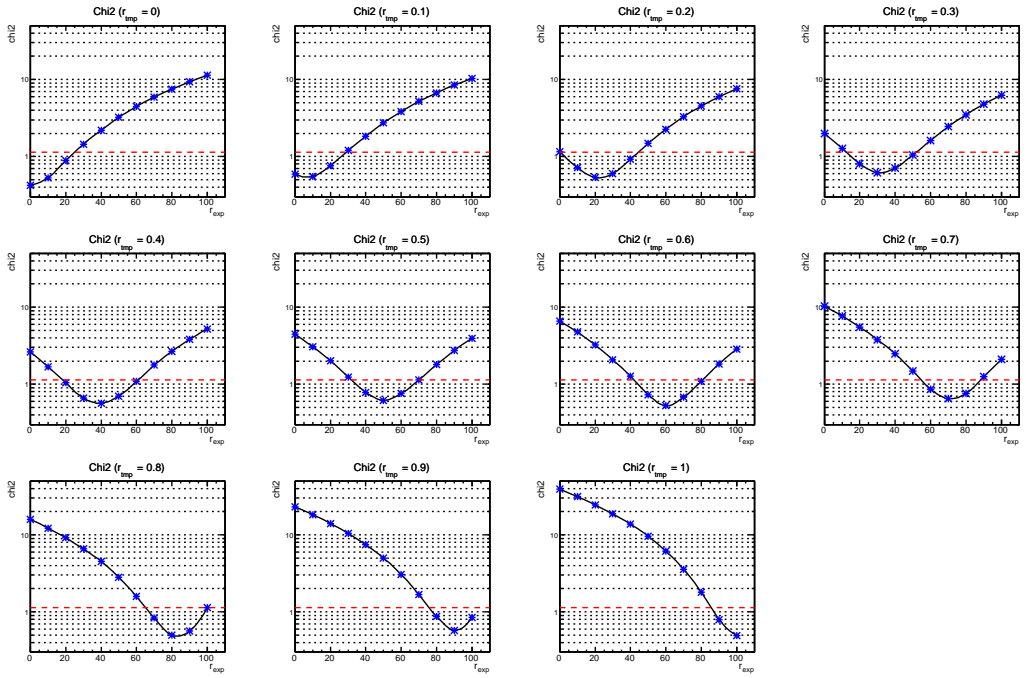 Chi2 (r_tmp = 0)
chi2
10
1
0 20 40 60 80 100
r_exp
Chi2 (r_tmp = 0.1)
chi2
10
1
0 20 40 60 80 100
r_exp
Chi2 (r_tmp = 0.2)
chi2
10
1
0 20 40 60 80 100
r_exp
Chi2 (r_tmp = 0.3)
chi2
10
1
0 20 40 60 80 100
r_exp
Chi2 (r_tmp = 0.4)
chi2
10
1
0 20 40 60 80 100
r_exp
Chi2 (r_tmp = 0.5)
chi2
10
1
0 20 40 60 80 100
r_exp
Chi2 (r_tmp = 0.6)
chi2
10
1
0 20 40 60 80 100
r_exp
Chi2 (r_tmp = 0.7)
chi2
10
1
0 20 40 60 80 100
r_exp
Chi2 (r_tmp = 0.8)
chi2
10
1
0 20 40 60 80 100
r_exp
Chi2 (r_tmp = 0.9)
chi2
10
1
0 20 40 60 80 100
r_exp
Chi2 (r_tmp = 1)
chi2
10
1
0 20 40 60 80 100
r_exp